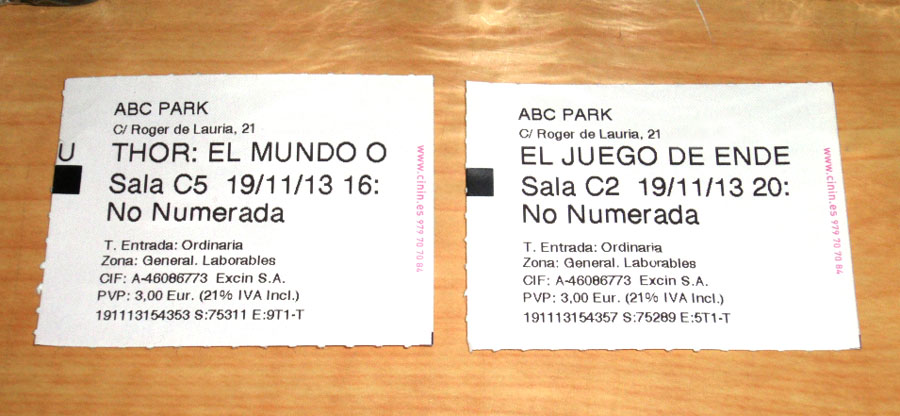 ABC PARK
C/ Roger de Lauria, 21
U THOR: EL MUNDO O
Sala C5 19/11/13 16:
No Numerada
T. Entrada: Ordinaria
Zona: General. Laborables
CIF: A-46086773 Excin S.A.
PVP: 3,00 Eur. (21% IVA Incl.)
191113154353 S:75311 E:9T1-T
www.cinin.es 979 70 70 84
ABC PARK
C/ Roger de Lauria, 21
EL JUEGO DE ENDE
Sala C2 19/11/13 20:
No Numerada
T. Entrada: Ordinaria
Zona: General. Laborables
CIF: A-46086773 Excin S.A.
PVP: 3,00 Eur. (21% IVA Incl.)
191113154357 S:75289 E:5T1-T
www.cinin.es 979 70 70 84